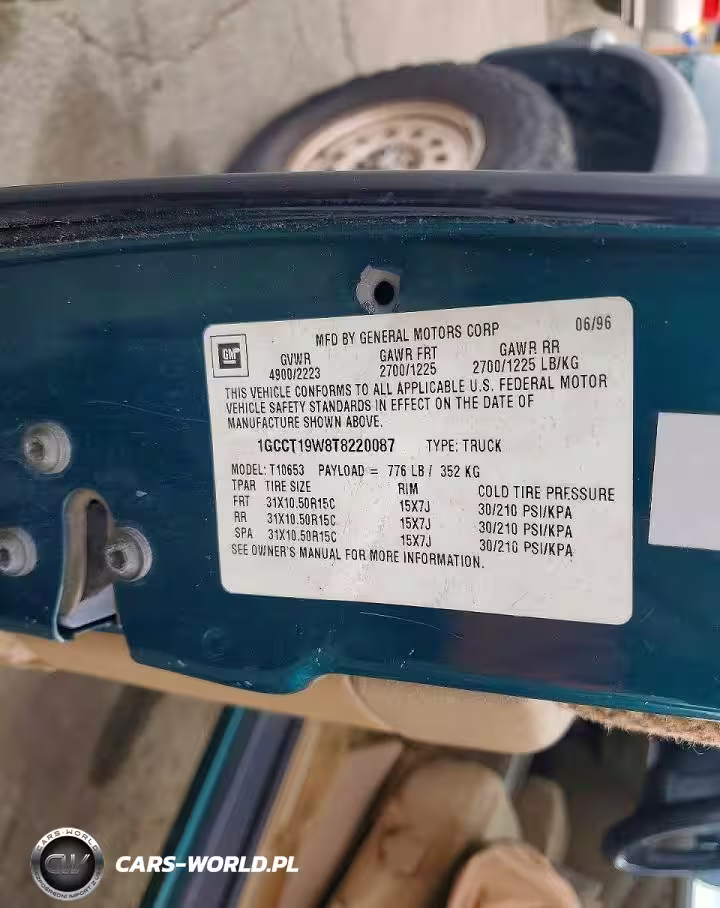 GM
MFD BY GENERAL MOTORS CORP 06/96
GVWR GAWR FRT GAWR RR
4900/2223 2700/1225 2700/1225 LB/KG
THIS VEHICLE CONFORMS TO ALL APPLICABLE U.S. FEDERAL MOTOR
VEHICLE SAFETY STANDARDS IN EFFECT ON THE DATE OF
MANUFACTURE SHOWN ABOVE.
1GCCT19W8T8220087 TYPE: TRUCK
MODEL: T10653 PAYLOAD = 776 LB / 352 KG
TPAR TIRE SIZE RIM COLD TIRE PRESSURE
FRT 31X10.50R15C 15X7J 30/210 PSI/KPA
RR 31X10.50R15C 15X7J 30/210 PSI/KPA
SPA 31X10.50R15C 15X7J 30/210 PSI/KPA
SEE OWNER'S MANUAL FOR MORE INFORMATION.
CARS-WORLD
CW
CARS-WORLD.PL